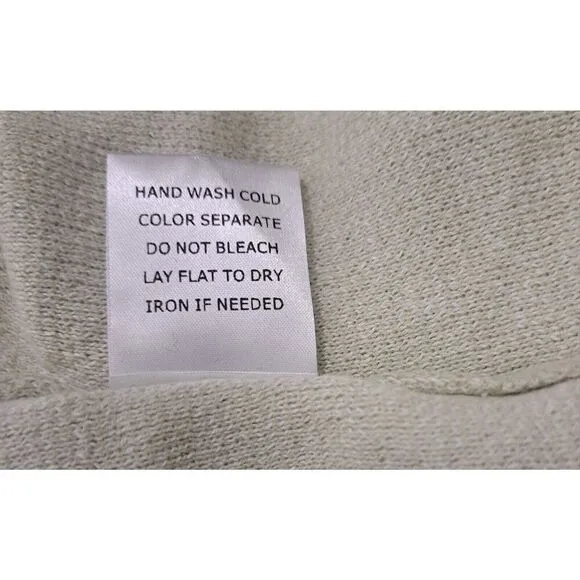 HAND WASH COLD
COLOR SEPARATE
DO NOT BLEACH
LAY FLAT TO DRY
IRON IF NEEDED